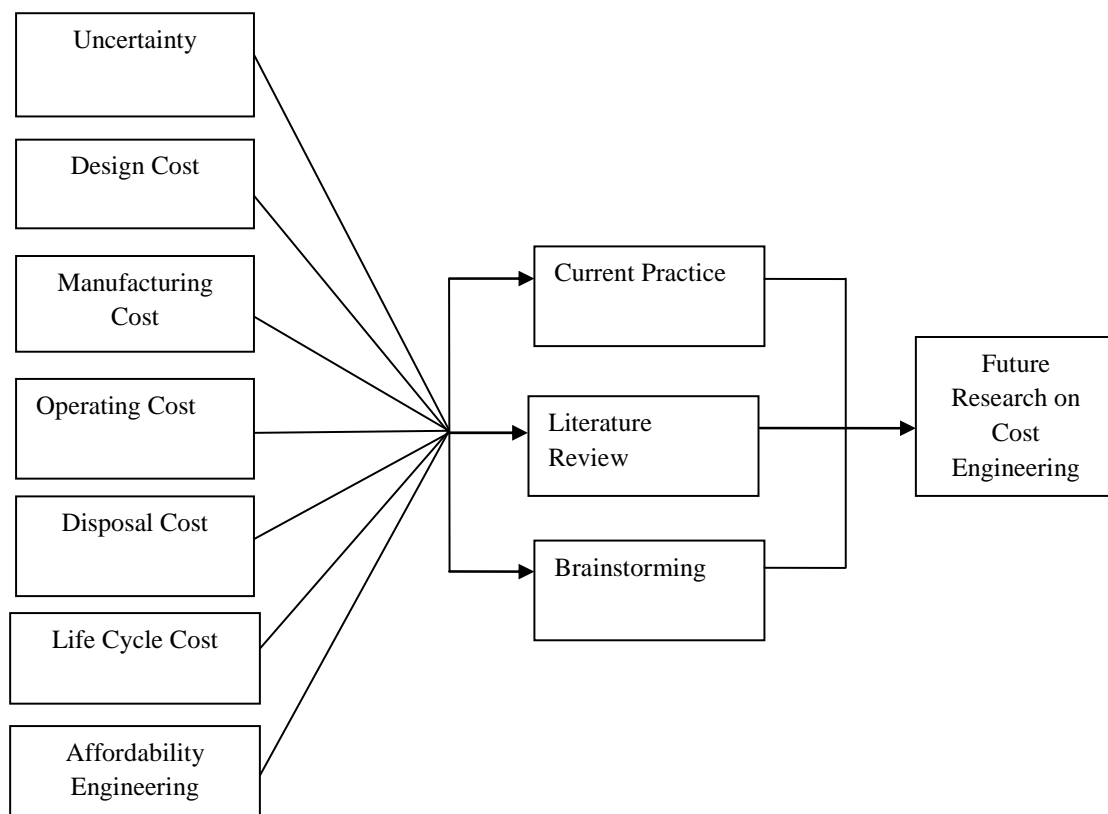 Uncertainty
Design Cost
Manufacturing
Cost
Operating Cost
Disposal Cost
Life Cycle Cost
Affordability
Engineering
Current Practice
Literature
Review
Brainstorming
Future
Research on
Cost
Engineering